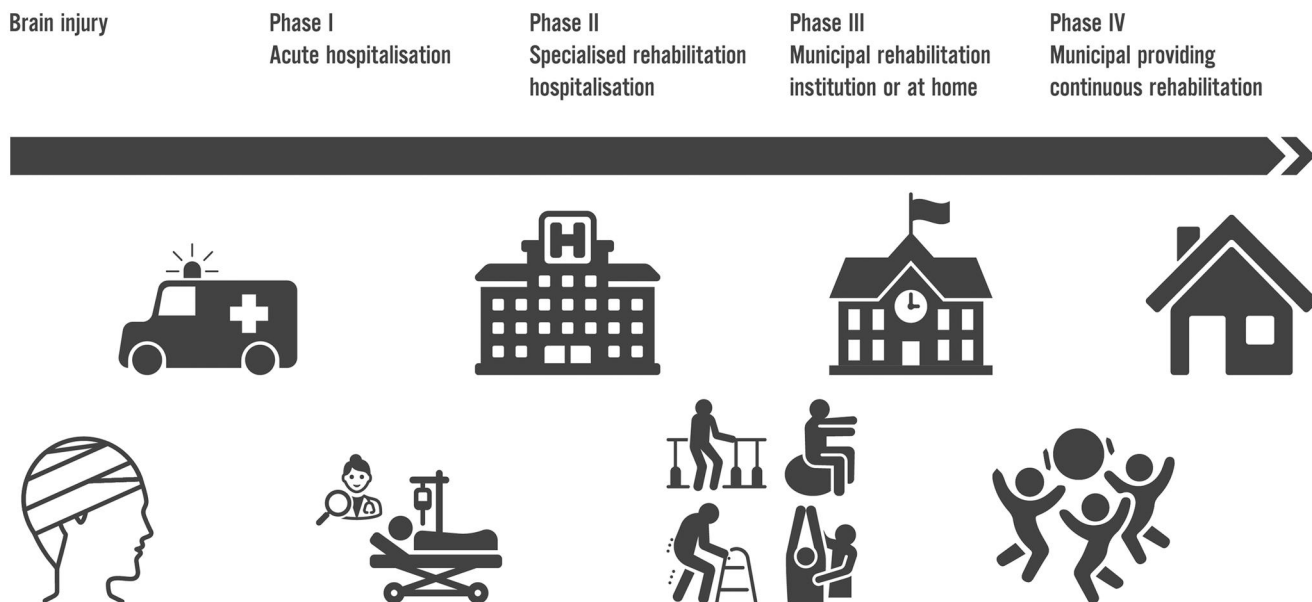 Brain injury
Phase I
Acute hospitalisation
Phase II
Specialised rehabilitation
hospitalisation
Phase III
Municipal rehabilitation
institution or at home
Phase IV
Municipal providing
continuous rehabilitation
H